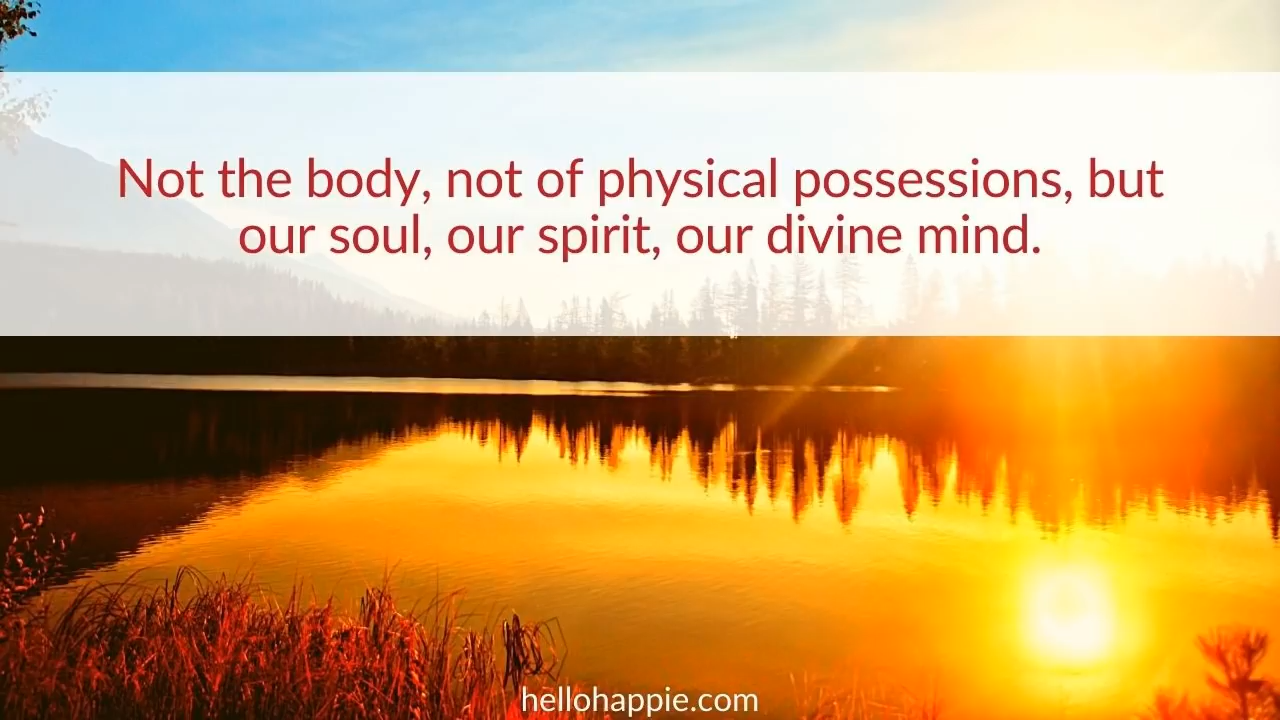 Not the body, not of physical possessions, but
our soul, our spirit, our divine mind.
hellohappie.com